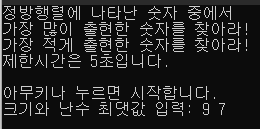 정방행렬에 나타난 숫자 중에서
가장 많이 출현한 숫자를 찾아라!
가장 적게 출현한 숫자를 찾아라!
제한시간은 5초입니다.
아무키나 누르면 시작합니다.
크기와 난수 최댓값 입력: 9 7